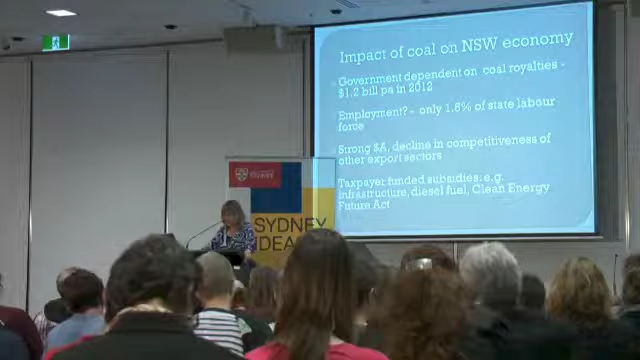 Impact of coal on NSW economy
Government dependent on coal royalties -
$1.2 bill pa in 2012
Employment? - only 1.6% of state labour
force
Strong $A, decline in competitiveness of
other export sectors
Taxpayer funded subsidies: e.g.
infrastructure, diesel fuel, Clean Energy
Future Act
SYDNEY
SYDNEY
IDEAS